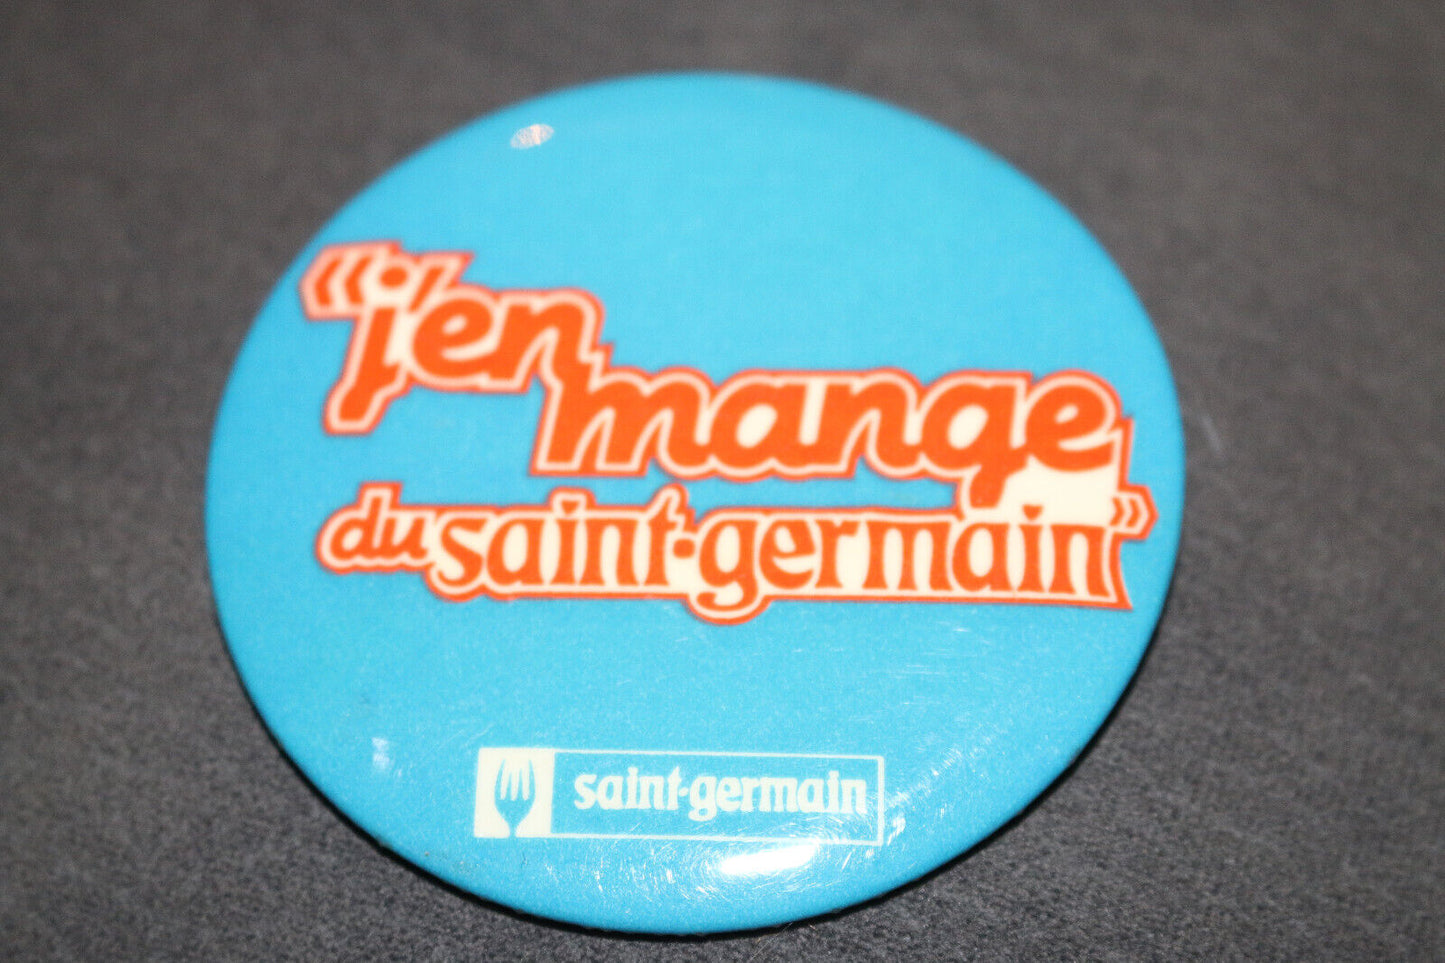 «j'en
mange
du saint-germain»
saint-germain